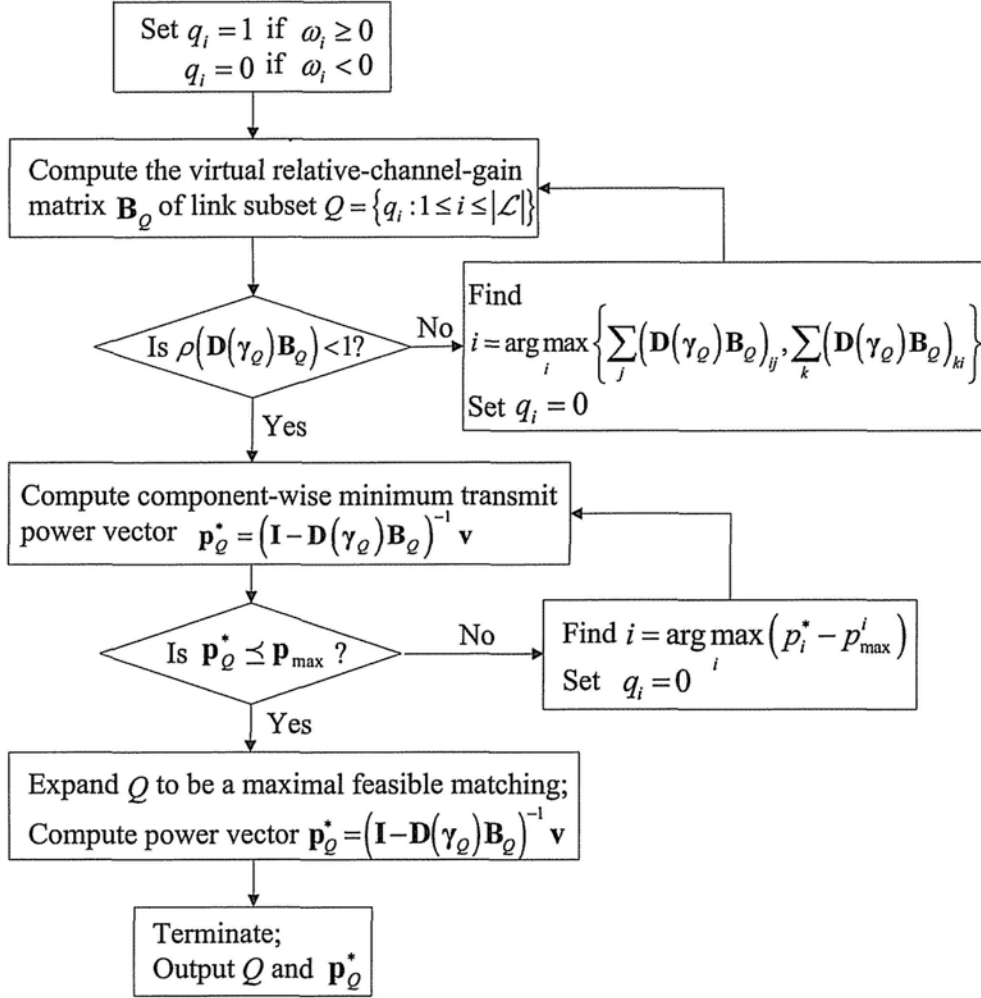 Set q_i = 1 if ω_i ≥ 0
q_i = 0 if ω_i < 0
Compute the virtual relative-channel-gain
matrix B_Q of link subset Q = {q_i : 1 ≤ i ≤ |ℒ|}
Is ρ(D(γ_Q)B_Q) < 1?
No
Find
i = arg max_i {∑_j (D(γ_Q)B_Q)_ij, ∑_k (D(γ_Q)B_Q)_ki}
Set q_i = 0
Yes
Compute component-wise minimum transmit
power vector p*_Q = (I − D(γ_Q)B_Q)^−1 v
Is p*_Q ⪯ p_max ?
No
Find i = arg max_i (p*_i − p^i_max)
Set q_i = 0
Yes
Expand Q to be a maximal feasible matching;
Compute power vector p*_Q = (I − D(γ_Q)B_Q)^−1 v
Terminate;
Output Q and p*_Q